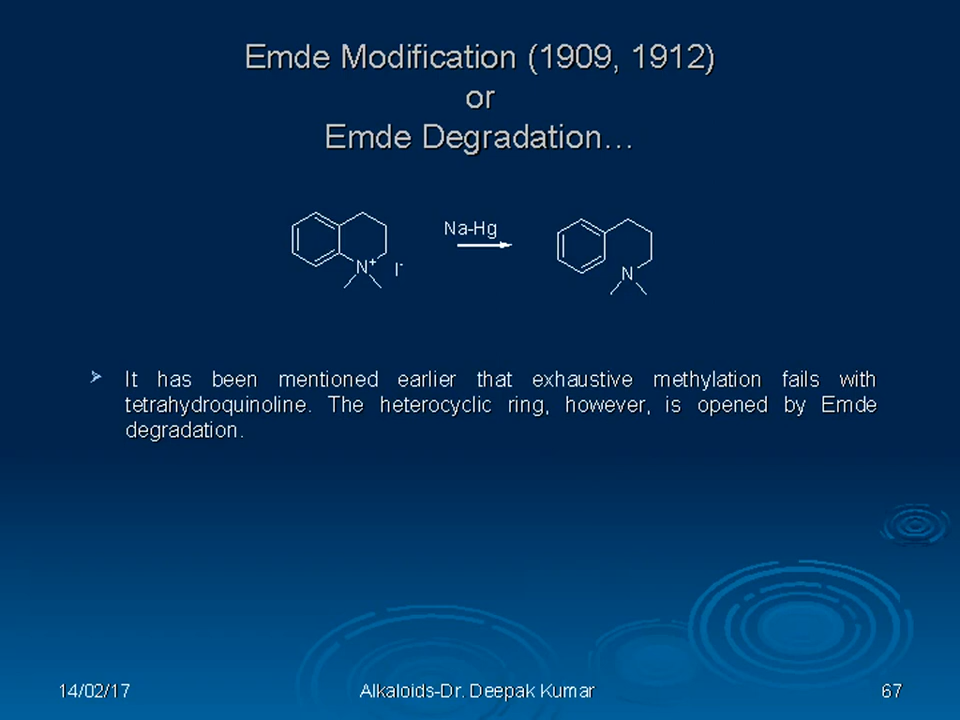 Emde Modification (1909, 1912)
or
Emde Degradation...
Na-Hg
N+
I-
N
It has been mentioned earlier that exhaustive methylation fails with
tetrahydroquinoline. The heterocyclic ring, however, is opened by Emde
degradation.
14/02/17
Alkaloids-Dr. Deepak Kumar
67